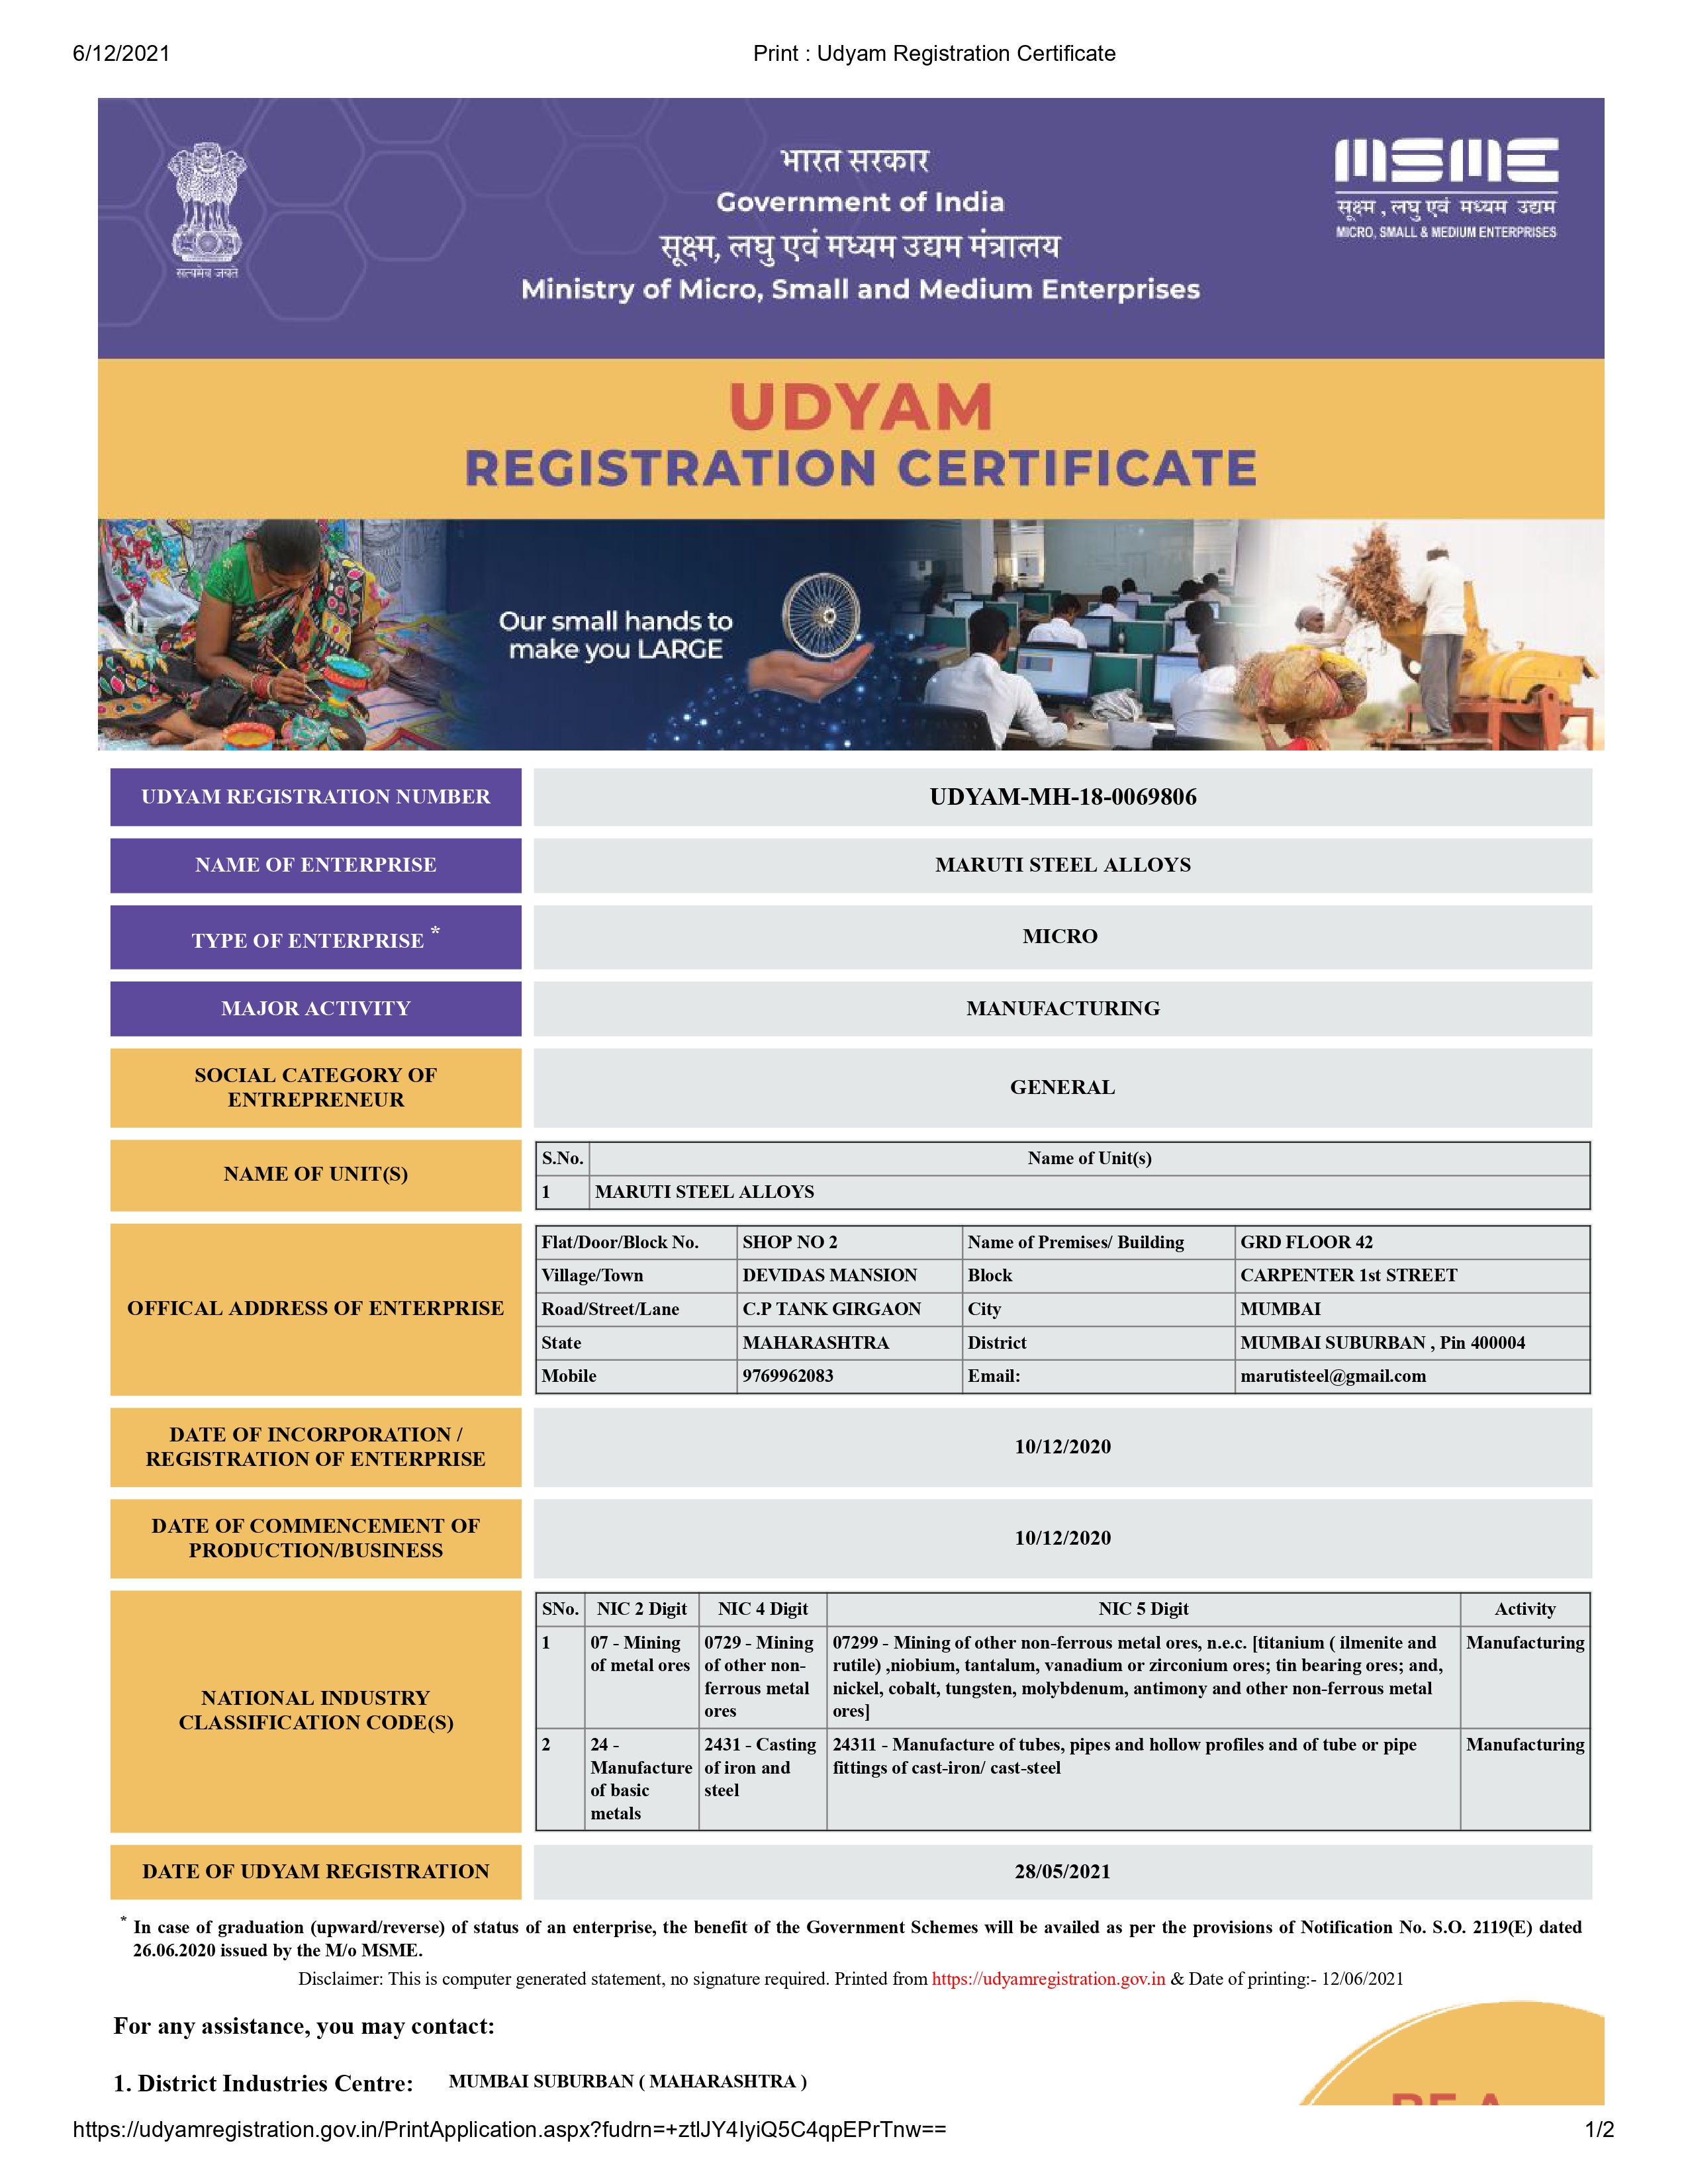 6/12/2021
Print : Udyam Registration Certificate
भारत सरकार
Government of India
सूक्ष्म, लघु एवं मध्यम उद्यम मंत्रालय
Ministry of Micro, Small and Medium Enterprises
सत्यमेव जयते
MSME
सूक्ष्म , लघु एवं मध्यम उद्यम
MICRO, SMALL & MEDIUM ENTERPRISES
UDYAM
REGISTRATION CERTIFICATE
Our small hands to
make you LARGE
UDYAM REGISTRATION NUMBER
UDYAM-MH-18-0069806
NAME OF ENTERPRISE
MARUTI STEEL ALLOYS
TYPE OF ENTERPRISE *
MICRO
MAJOR ACTIVITY
MANUFACTURING
SOCIAL CATEGORY OF
ENTREPRENEUR
GENERAL
NAME OF UNIT(S)
S.No. Name of Unit(s)
1 MARUTI STEEL ALLOYS
OFFICAL ADDRESS OF ENTERPRISE
Flat/Door/Block No. SHOP NO 2 Name of Premises/ Building GRD FLOOR 42
Village/Town DEVIDAS MANSION Block CARPENTER 1st STREET
Road/Street/Lane C.P TANK GIRGAON City MUMBAI
State MAHARASHTRA District MUMBAI SUBURBAN , Pin 400004
Mobile 9769962083 Email: marutisteel@gmail.com
DATE OF INCORPORATION /
REGISTRATION OF ENTERPRISE
10/12/2020
DATE OF COMMENCEMENT OF
PRODUCTION/BUSINESS
10/12/2020
NATIONAL INDUSTRY
CLASSIFICATION CODE(S)
SNo. NIC 2 Digit NIC 4 Digit NIC 5 Digit Activity
1 07 - Mining 0729 - Mining 07299 - Mining of other non-ferrous metal ores, n.e.c. [titanium ( ilmenite and Manufacturing
of metal ores of other non- rutile) ,niobium, tantalum, vanadium or zirconium ores; tin bearing ores; and,
ferrous metal nickel, cobalt, tungsten, molybdenum, antimony and other non-ferrous metal
ores ores]
2 24 - 2431 - Casting 24311 - Manufacture of tubes, pipes and hollow profiles and of tube or pipe Manufacturing
Manufacture of iron and fittings of cast-iron/ cast-steel
of basic steel
metals
DATE OF UDYAM REGISTRATION
28/05/2021
* In case of graduation (upward/reverse) of status of an enterprise, the benefit of the Government Schemes will be availed as per the provisions of Notification No. S.O. 2119(E) dated
26.06.2020 issued by the M/o MSME.
Disclaimer: This is computer generated statement, no signature required. Printed from https://udyamregistration.gov.in & Date of printing:- 12/06/2021
For any assistance, you may contact:
1. District Industries Centre: MUMBAI SUBURBAN ( MAHARASHTRA )
BE A
https://udyamregistration.gov.in/PrintApplication.aspx?fudrn=+ztlJY4IyiQ5C4qpEPrTnw==
1/2